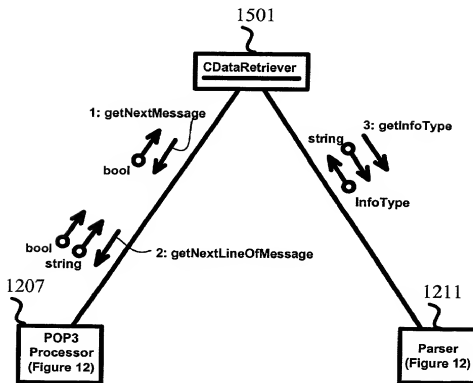 1501
CDataRetriever
1: getNextMessage
bool
3: getInfoType
string
InfoType
bool
string
2: getNextLineOfMessage
1207
POP3
Processor
(Figure 12)
1211
Parser
(Figure 12)